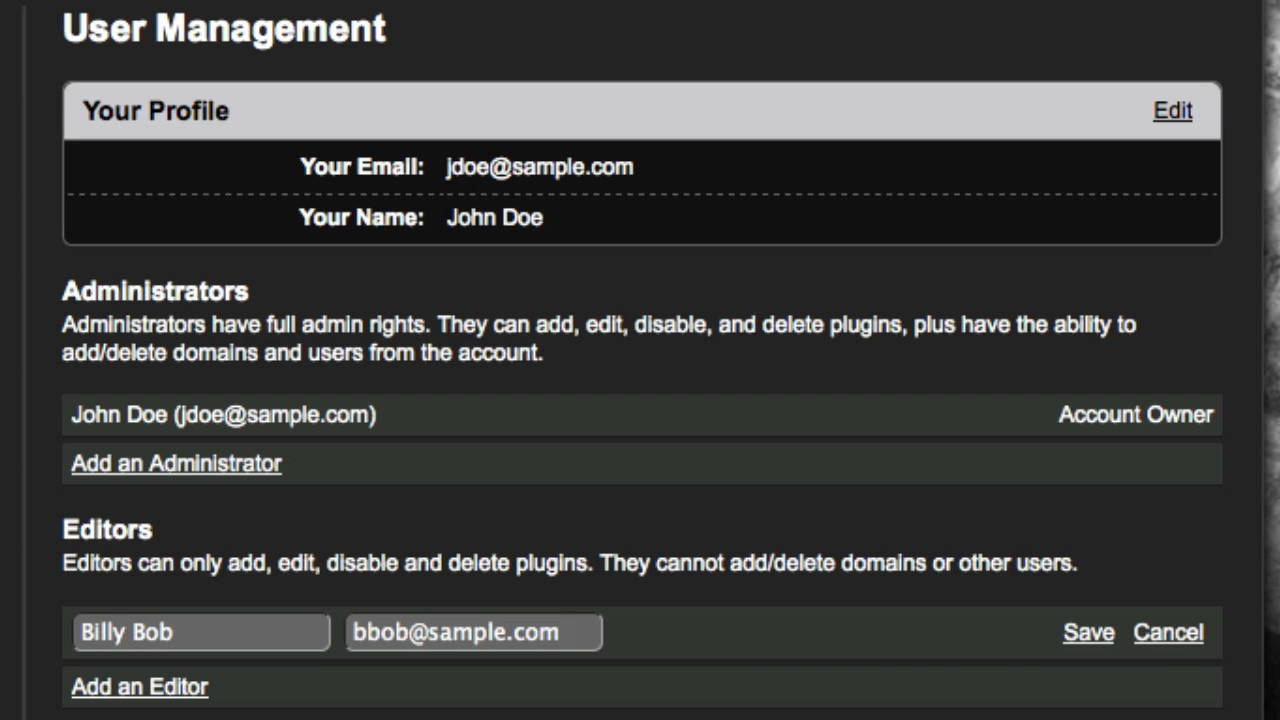 User Management
Your Profile Edit
Your Email: jdoe@sample.com
Your Name: John Doe
Administrators
Administrators have full admin rights. They can add, edit, disable, and delete plugins, plus have the ability to
add/delete domains and users from the account.
John Doe (jdoe@sample.com) Account Owner
Add an Administrator
Editors
Editors can only add, edit, disable and delete plugins. They cannot add/delete domains or other users.
Billy Bob bbob@sample.com Save Cancel
Add an Editor